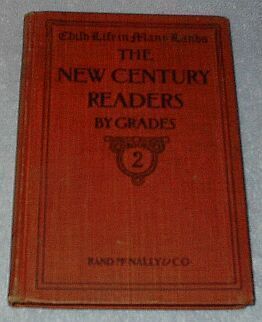 Child Life in Many Lands
THE
NEW CENTURY
READERS
BY GRADES
2
RAND McNALLY & CO